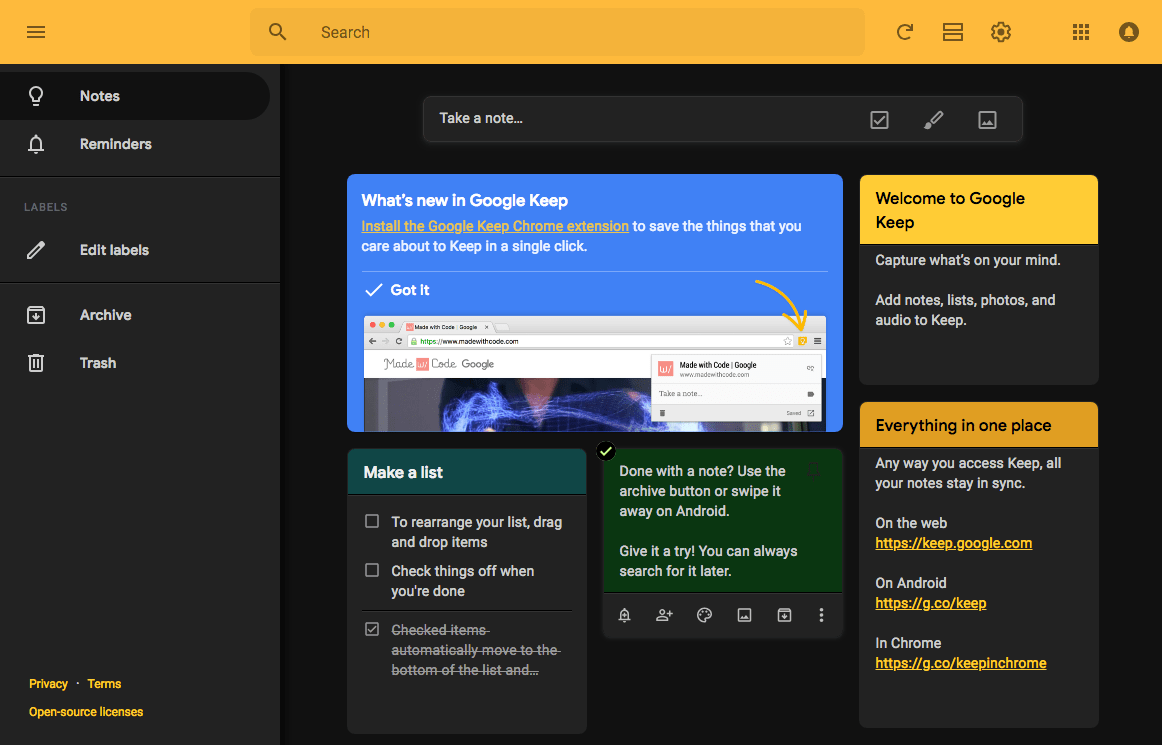 Search
Notes
Reminders
LABELS
Edit labels
Archive
Trash
Privacy · Terms
Open-source licenses
Take a note...
What's new in Google Keep
Install the Google Keep Chrome extension to save the things that you
care about to Keep in a single click.
Got it
Made with Code | Google
https://www.madewithcode.com
Made w/ Code Google
w/ Made with Code | Google
www.madewithcode.com
Take a note...
Saved
Make a list
To rearrange your list, drag
and drop items
Check things off when
you're done
Checked items
automatically move to the
bottom of the list and...
Done with a note? Use the
archive button or swipe it
away on Android.
Give it a try! You can always
search for it later.
Welcome to Google
Keep
Capture what's on your mind.
Add notes, lists, photos, and
audio to Keep.
Everything in one place
Any way you access Keep, all
your notes stay in sync.
On the web
https://keep.google.com
On Android
https://g.co/keep
In Chrome
https://g.co/keepinchrome